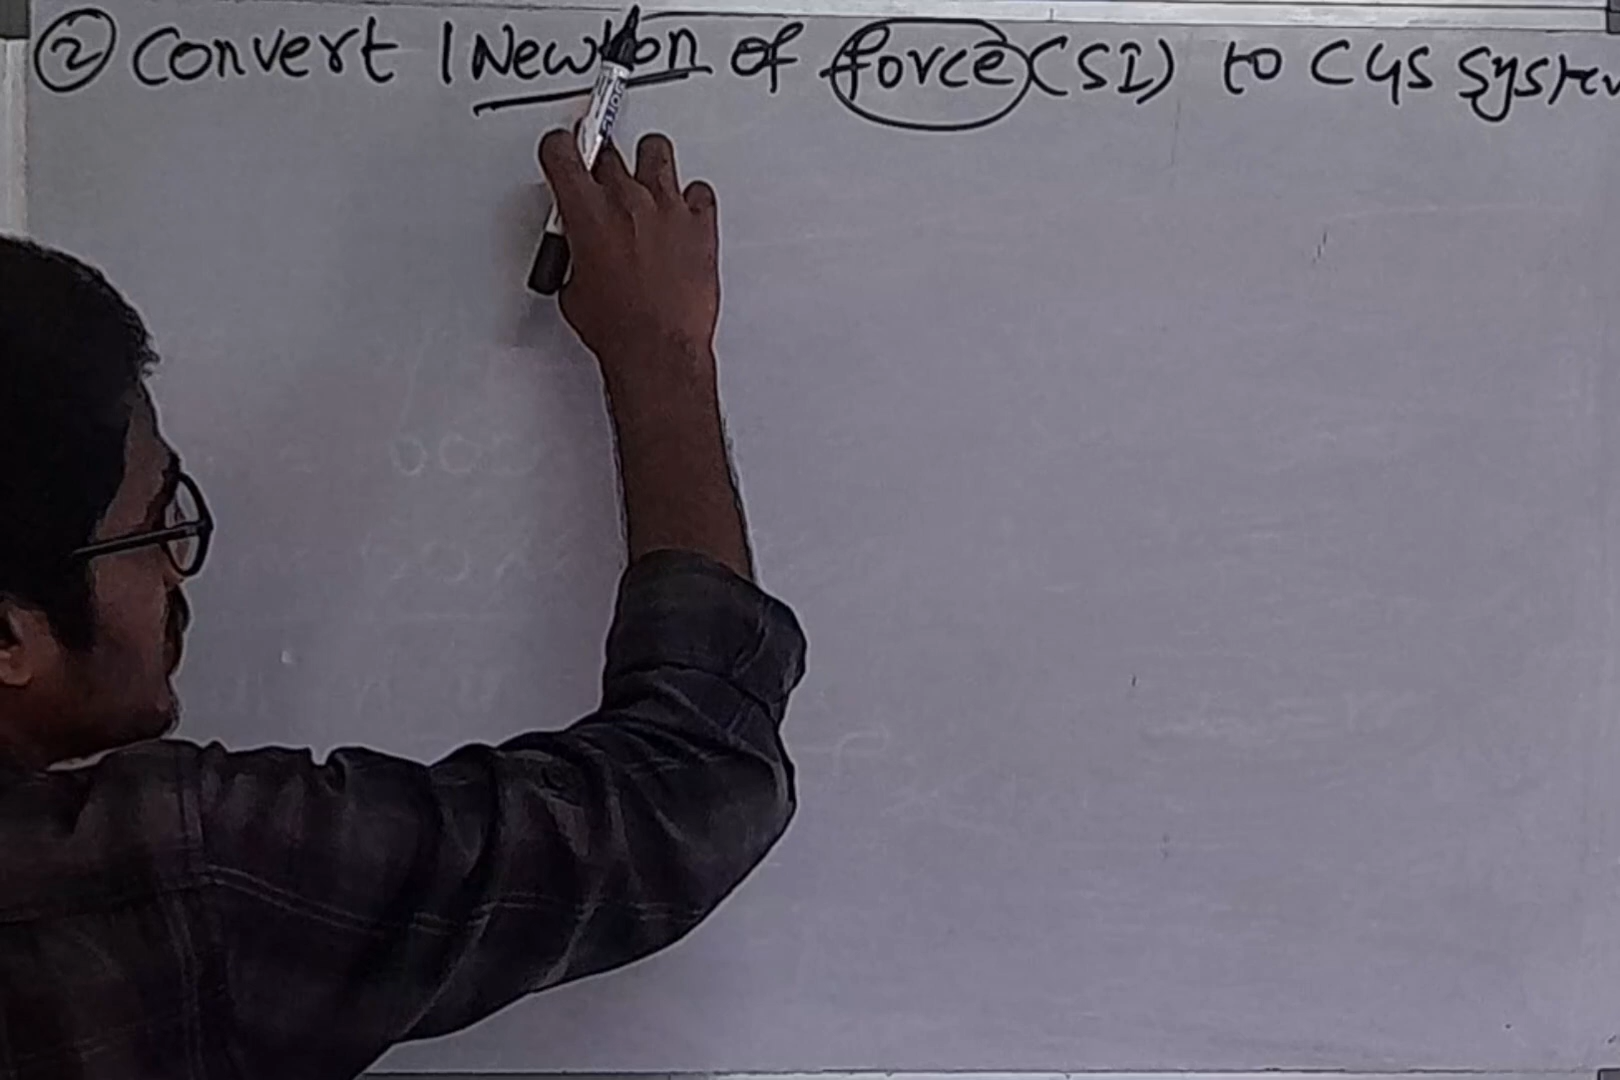 ② Convert 1 Newton of force (SI) to CGS System